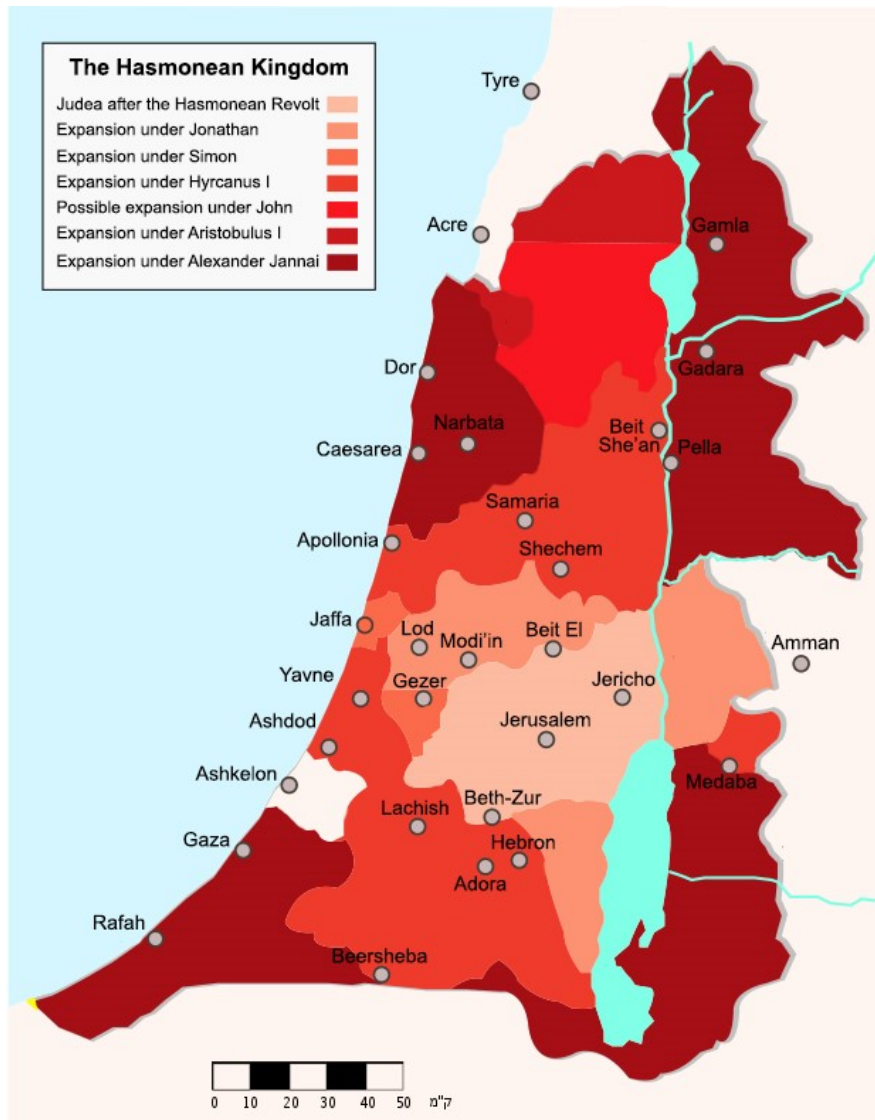 The Hasmonean Kingdom
Judea after the Hasmonean Revolt
Expansion under Jonathan
Expansion under Simon
Expansion under Hyrcanus I
Possible expansion under John
Expansion under Aristobulus I
Expansion under Alexander Jannai
Tyre
Acre
Gamla
Dor
Gadara
Narbata
Beit
She'an
Caesarea
Pella
Samaria
Apollonia
Shechem
Jaffa
Lod
Modi'in
Beit El
Amman
Yavne
Gezer
Jericho
Ashdod
Jerusalem
Ashkelon
Medaba
Lachish
Beth-Zur
Gaza
Hebron
Adora
Rafah
Beersheba
0 10 20 30 40 50 ק"מ